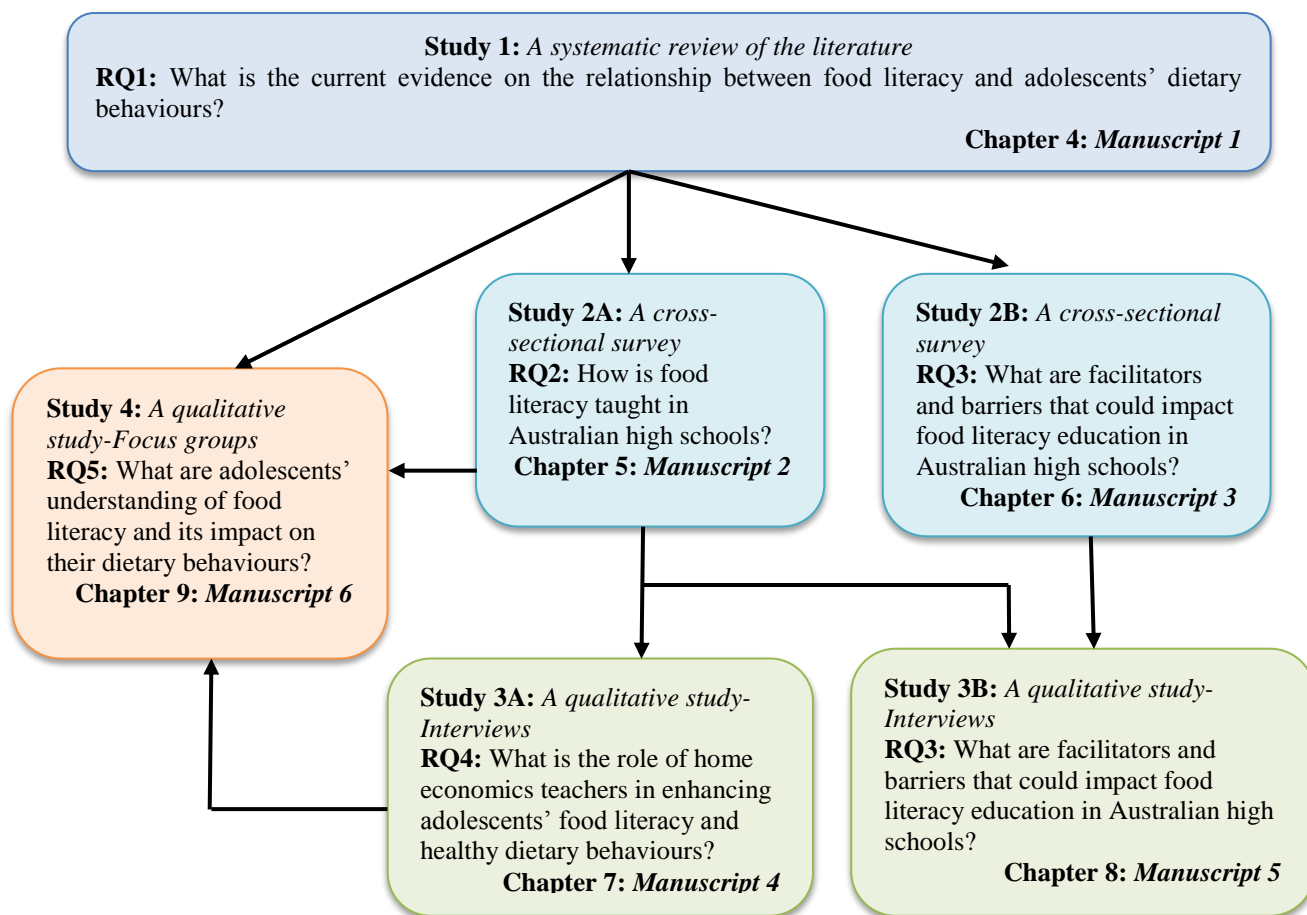 Study 1: A systematic review of the literature
RQ1: What is the current evidence on the relationship between food literacy and adolescents’ dietary
behaviours?
Chapter 4: Manuscript 1
Study 2A: A cross-
sectional survey
RQ2: How is food
literacy taught in
Australian high schools?
Chapter 5: Manuscript 2
Study 2B: A cross-sectional
survey
RQ3: What are facilitators
and barriers that could impact
food literacy education in
Australian high schools?
Chapter 6: Manuscript 3
Study 4: A qualitative
study-Focus groups
RQ5: What are adolescents’
understanding of food
literacy and its impact on
their dietary behaviours?
Chapter 9: Manuscript 6
Study 3A: A qualitative study-
Interviews
RQ4: What is the role of home
economics teachers in enhancing
adolescents’ food literacy and
healthy dietary behaviours?
Chapter 7: Manuscript 4
Study 3B: A qualitative study-
Interviews
RQ3: What are facilitators and
barriers that could impact food
literacy education in Australian high
schools?
Chapter 8: Manuscript 5